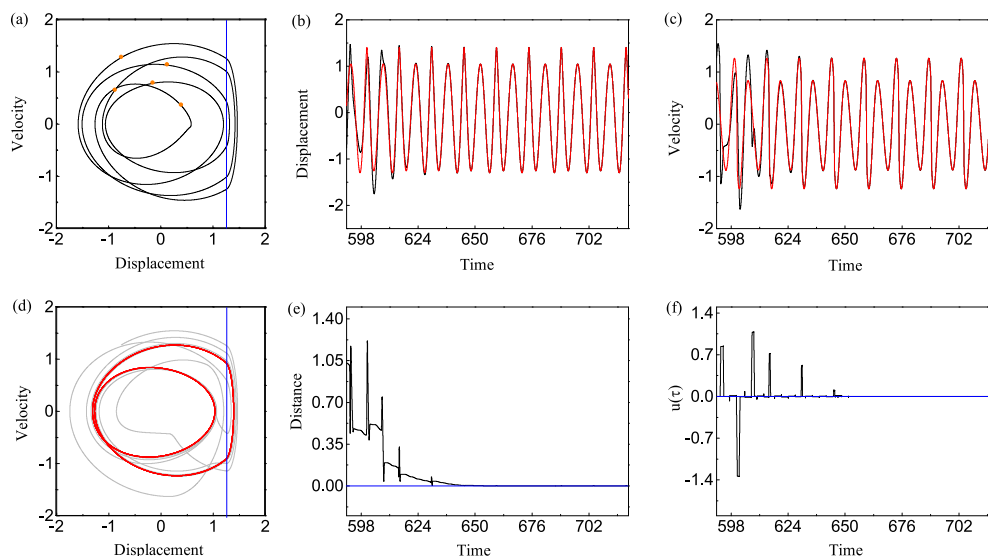 (a)
2
1
0
-1
-2
-2 -1 0 1 2
Velocity
Displacement
(b)
2
1
0
-1
-2
598 624 650 676 702
Displacement
Time
(c)
2
1
0
-1
-2
598 624 650 676 702
Velocity
Time
(d)
2
1
0
-1
-2
-2 -1 0 1 2
Velocity
Displacement
(e)
1.40
1.05
0.70
0.35
0.00
598 624 650 676 702
Distance
Time
(f)
1.4
0.7
0.0
-0.7
-1.4
598 624 650 676 702
u(τ)
Time